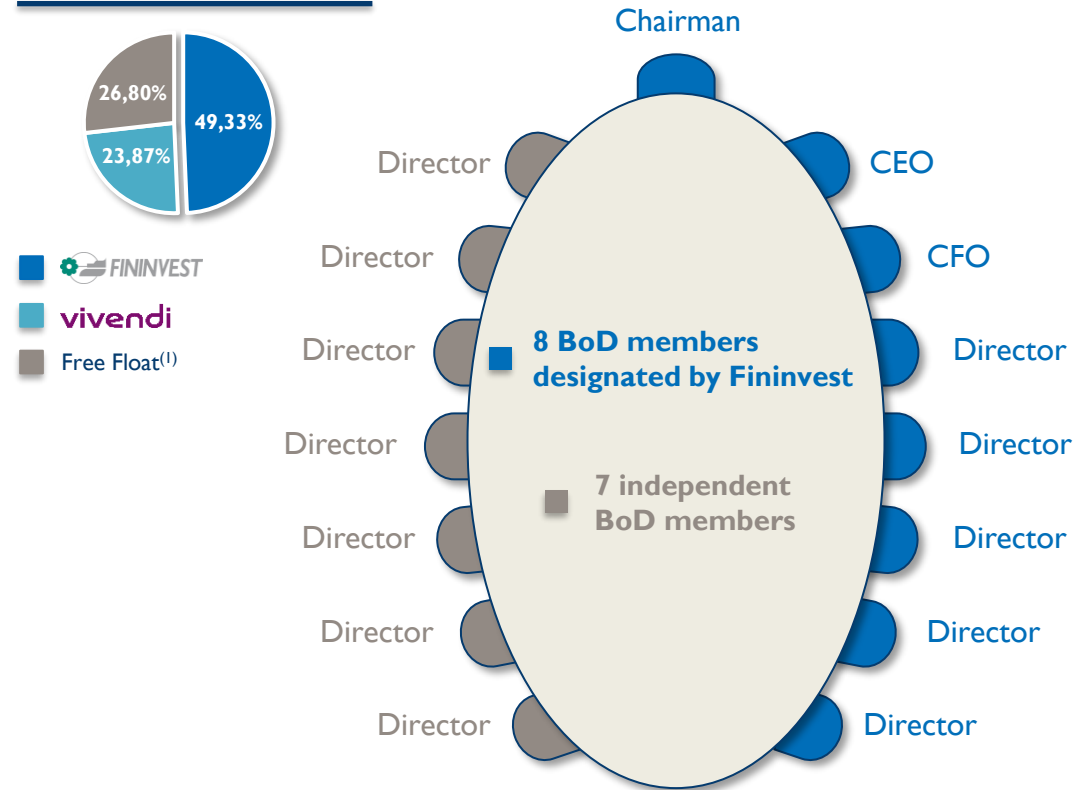 Chairman
26,80%
49,33%
23,87%
Director
CEO
Director
CFO
FININVEST
vivendi
Free Float(1)
Director
8 BoD members
designated by Fininvest
Director
Director
Director
7 independent
BoD members
Director
Director
Director
Director
Director
Director